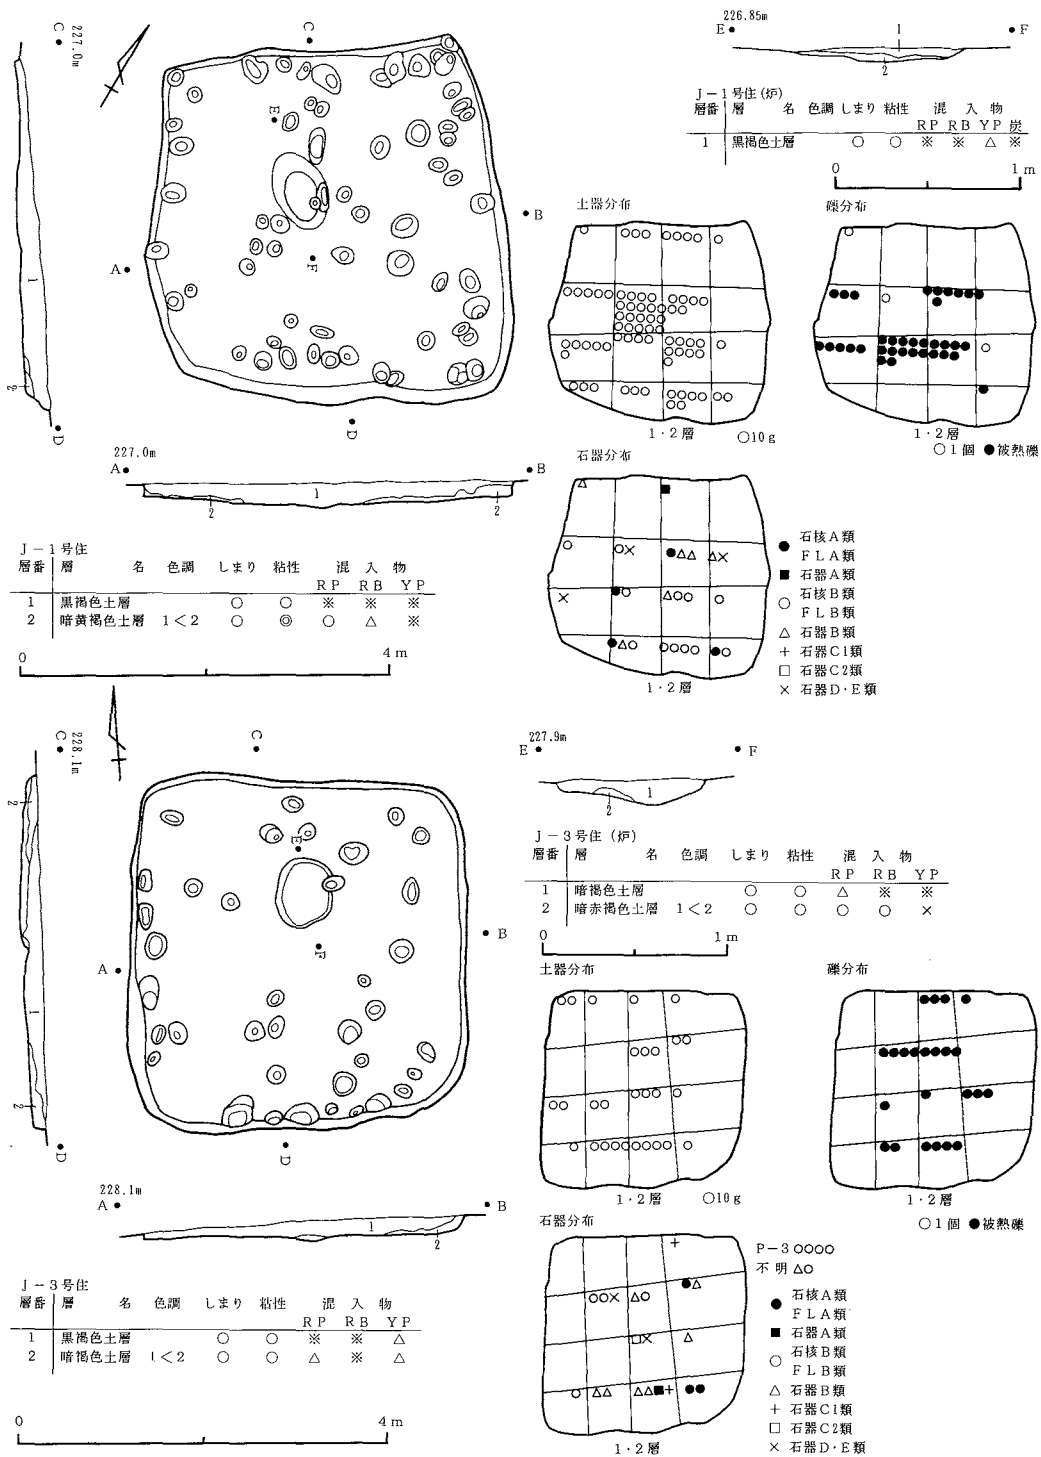 C
227.0m
C
226.85m
E F
1
2
J－1号住(炉)
層番 層 名 色調 しまり 粘性 混 入 物
RP RB YP 炭
1 黒褐色土層 ○ ○ ※ ※ △ ※
0 1m
E
F
A
B
D
D
1
2
土器分布
1・2層 ○10g
礫分布
1・2層
○1個 ●被熱礫
227.0m
A B
1
2 2
石器分布
1・2層
● 石核A類
FLA類
■ 石器A類
○ 石核B類
FLB類
△ 石器B類
+ 石器C1類
□ 石器C2類
× 石器D・E類
J－1号住
層番 層 名 色調 しまり 粘性 混 入 物
RP RB YP
1 黒褐色土層 ○ ○ ※ ※ ※
2 暗黄褐色土層 1＜2 ○ ◎ ○ △ ※
0 4m
C
228.1m
C
E
F
A
B
D
D
2
1
2
227.9m
E F
1
2
J－3号住(炉)
層番 層 名 色調 しまり 粘性 混 入 物
RP RB YP
1 暗褐色土層 ○ ○ △ ※ ※
2 暗赤褐色土層 1＜2 ○ ○ ○ ○ ×
0 1m
土器分布
1・2層 ○10g
礫分布
1・2層
○1個 ●被熱礫
228.1m
A B
1
2
石器分布
P－3 ○○○○
不明 △○
1・2層
● 石核A類
FLA類
■ 石器A類
○ 石核B類
FLB類
△ 石器B類
+ 石器C1類
□ 石器C2類
× 石器D・E類
J－3号住
層番 層 名 色調 しまり 粘性 混 入 物
RP RB YP
1 黒褐色土層 ○ ○ ※ ※ △
2 暗褐色土層 1＜2 ○ ○ △ ※ △
0 4m